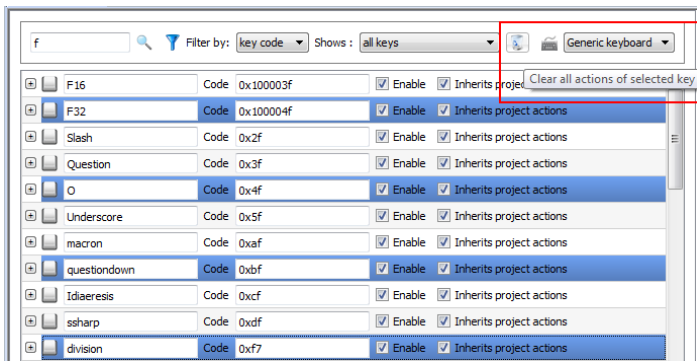 f Filter by: key code Shows : all keys Generic keyboard
Clear all actions of selected key
F16 Code 0x100003f Enable Inherits
F32 Code 0x100004f Enable Inherits project actions
Slash Code 0x2f Enable Inherits project actions
Question Code 0x3f Enable Inherits project actions
O Code 0x4f Enable Inherits project actions
Underscore Code 0x5f Enable Inherits project actions
macron Code 0xaf Enable Inherits project actions
questiondown Code 0xbf Enable Inherits project actions
Idiaeresis Code 0xcf Enable Inherits project actions
ssharp Code 0xdf Enable Inherits project actions
division Code 0xf7 Enable Inherits project actions